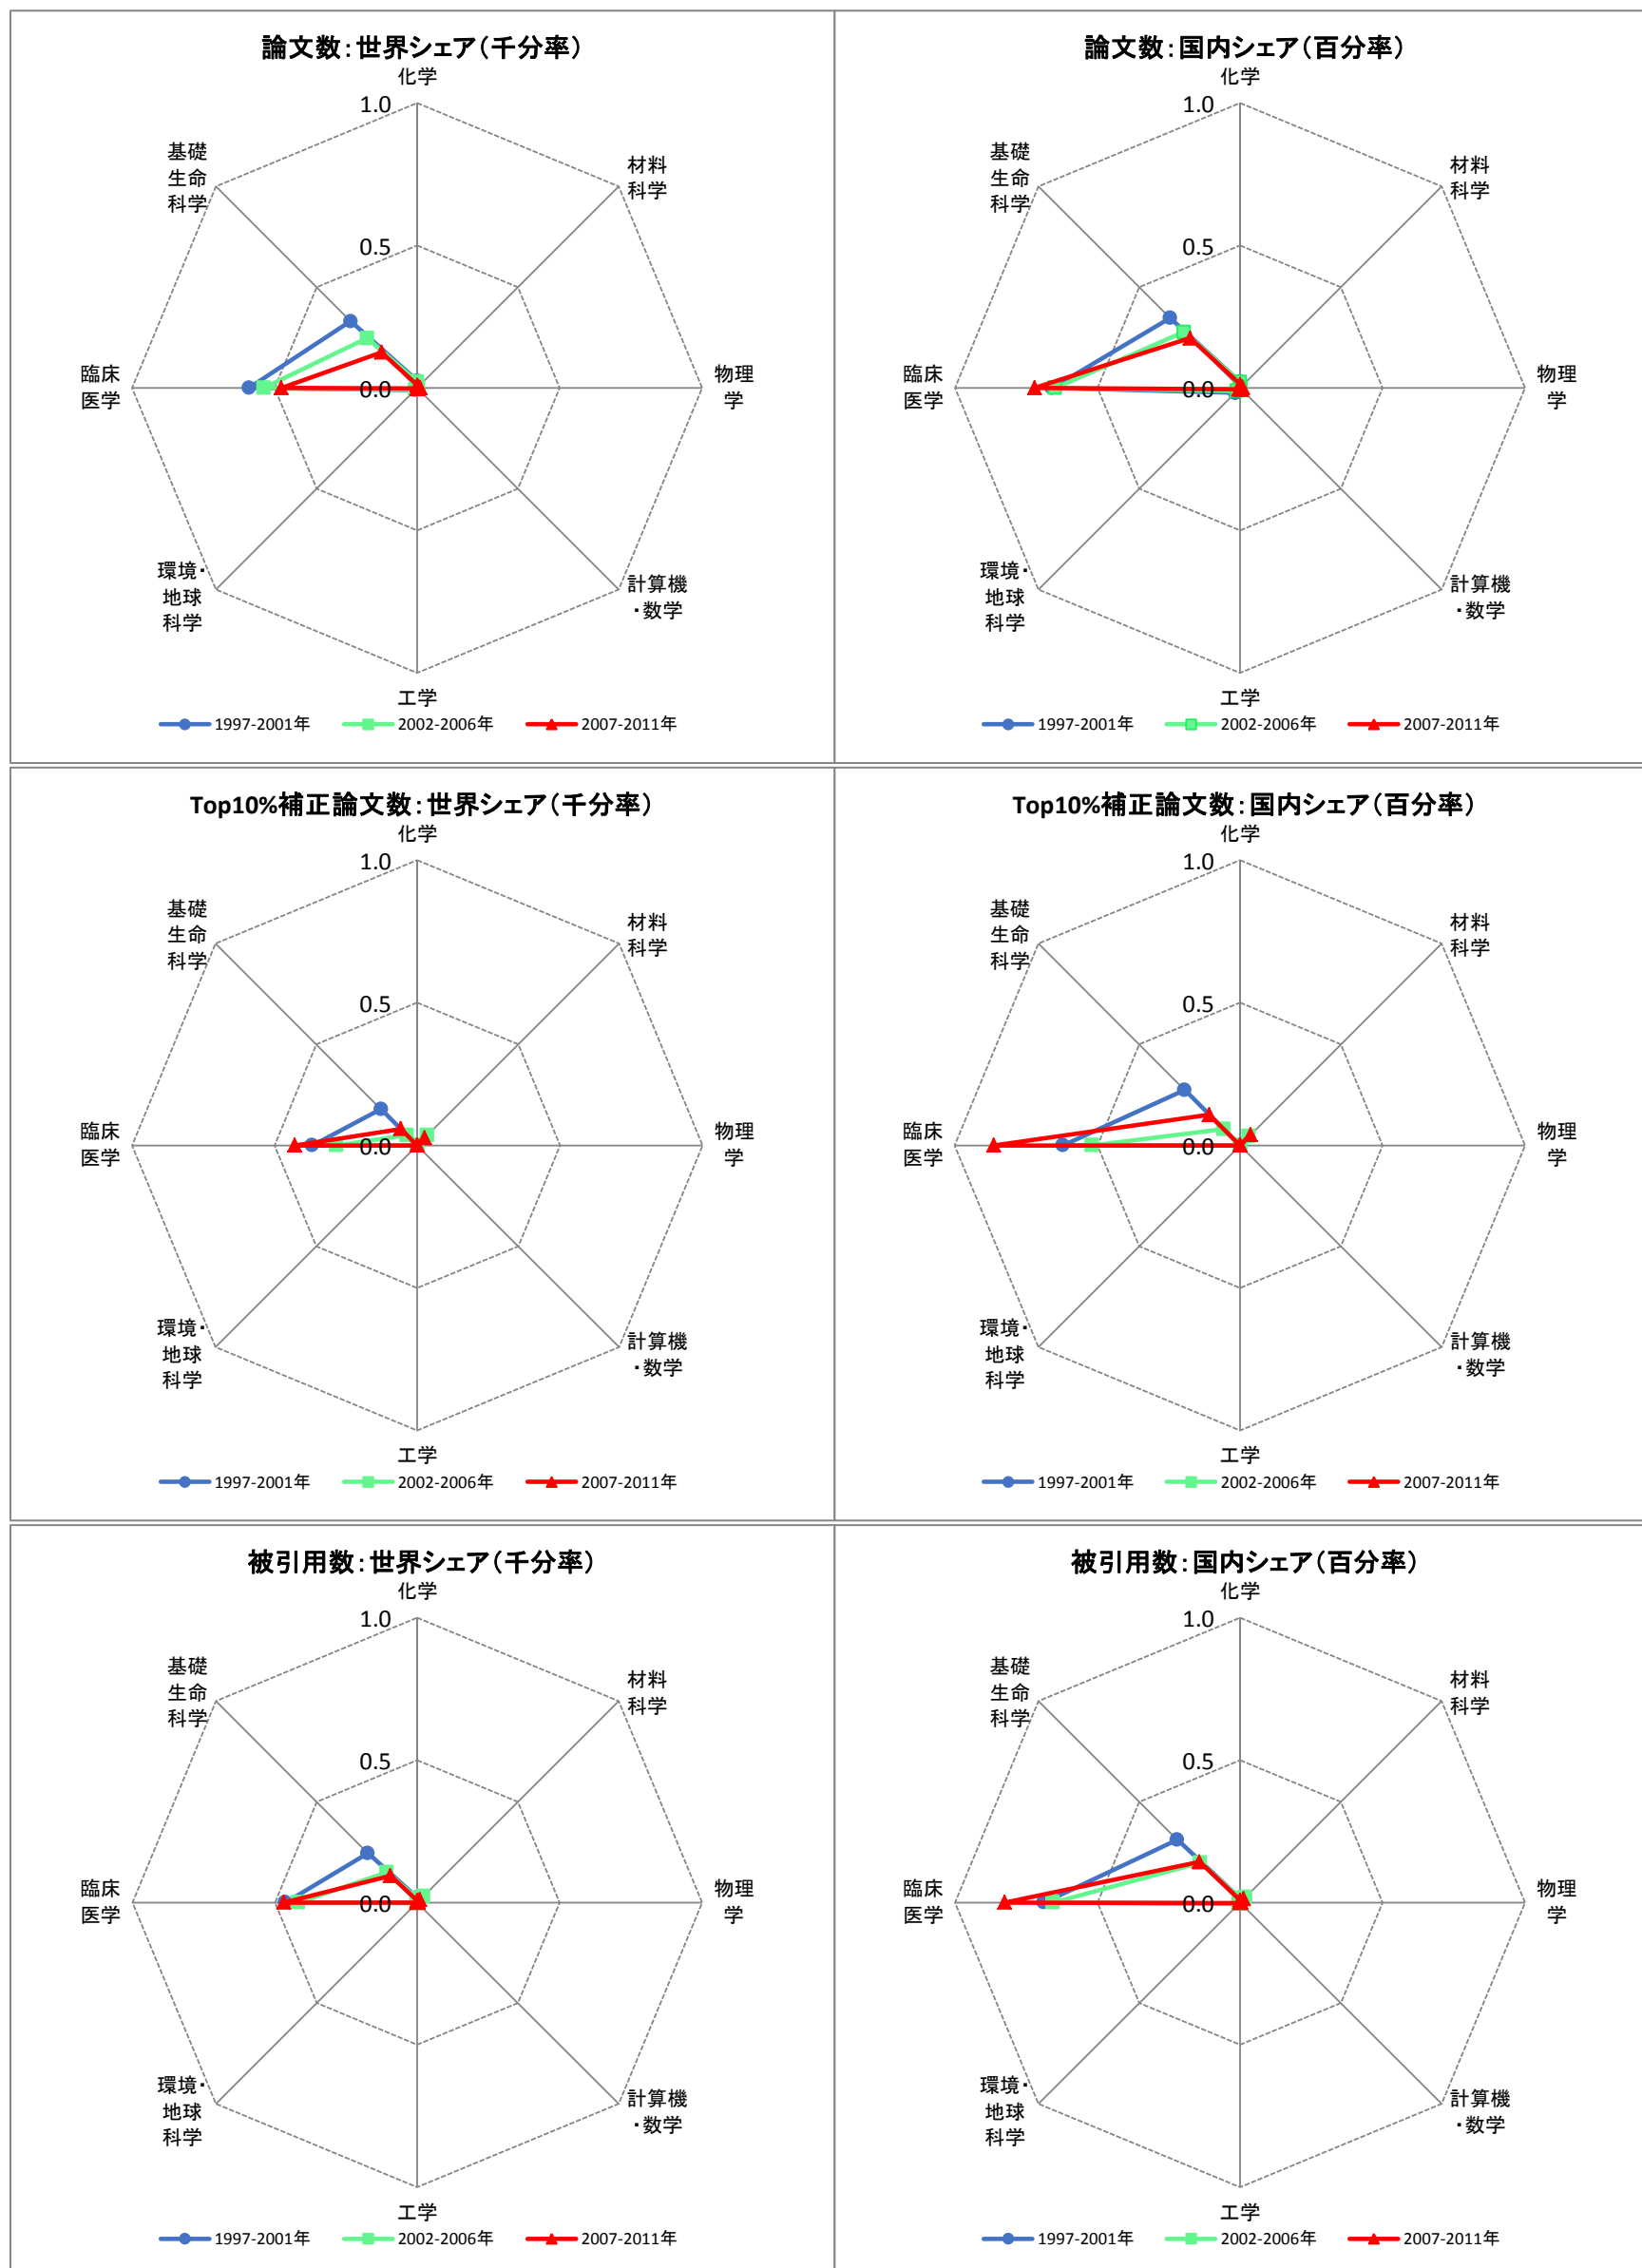 論文数：世界シェア（千分率）
化学
1.0
基礎
生命
科学
材料
科学
0.5
臨床
医学
0.0
物理
学
環境・
地球
科学
計算機
・数学
工学
1997-2001年 2002-2006年 2007-2011年
論文数：国内シェア（百分率）
化学
1.0
基礎
生命
科学
材料
科学
0.5
臨床
医学
0.0
物理
学
環境・
地球
科学
計算機
・数学
工学
1997-2001年 2002-2006年 2007-2011年
Top10%補正論文数：世界シェア（千分率）
化学
1.0
基礎
生命
科学
材料
科学
0.5
臨床
医学
0.0
物理
学
環境・
地球
科学
計算機
・数学
工学
1997-2001年 2002-2006年 2007-2011年
Top10%補正論文数：国内シェア（百分率）
化学
1.0
基礎
生命
科学
材料
科学
0.5
臨床
医学
0.0
物理
学
環境・
地球
科学
計算機
・数学
工学
1997-2001年 2002-2006年 2007-2011年
被引用数：世界シェア（千分率）
化学
1.0
基礎
生命
科学
材料
科学
0.5
臨床
医学
0.0
物理
学
環境・
地球
科学
計算機
・数学
工学
1997-2001年 2002-2006年 2007-2011年
被引用数：国内シェア（百分率）
化学
1.0
基礎
生命
科学
材料
科学
0.5
臨床
医学
0.0
物理
学
環境・
地球
科学
計算機
・数学
工学
1997-2001年 2002-2006年 2007-2011年